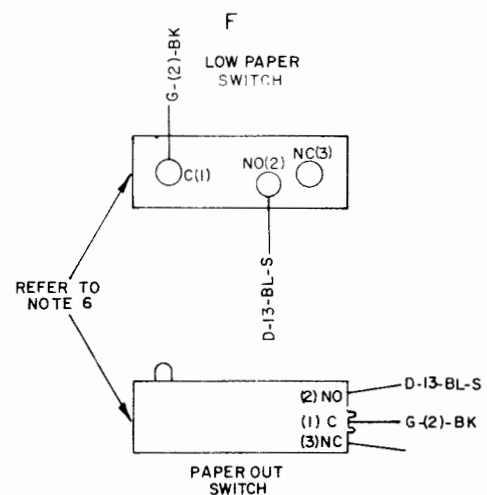 F
LOW PAPER
SWITCH
G-(2)-BK
C(1)
NO(2)
NC(3)
D-13-BL-S
REFER TO
NOTE 6
(2) NO
D-13-BL-S
(1) C
G-(2)-BK
(3) NC
PAPER OUT
SWITCH